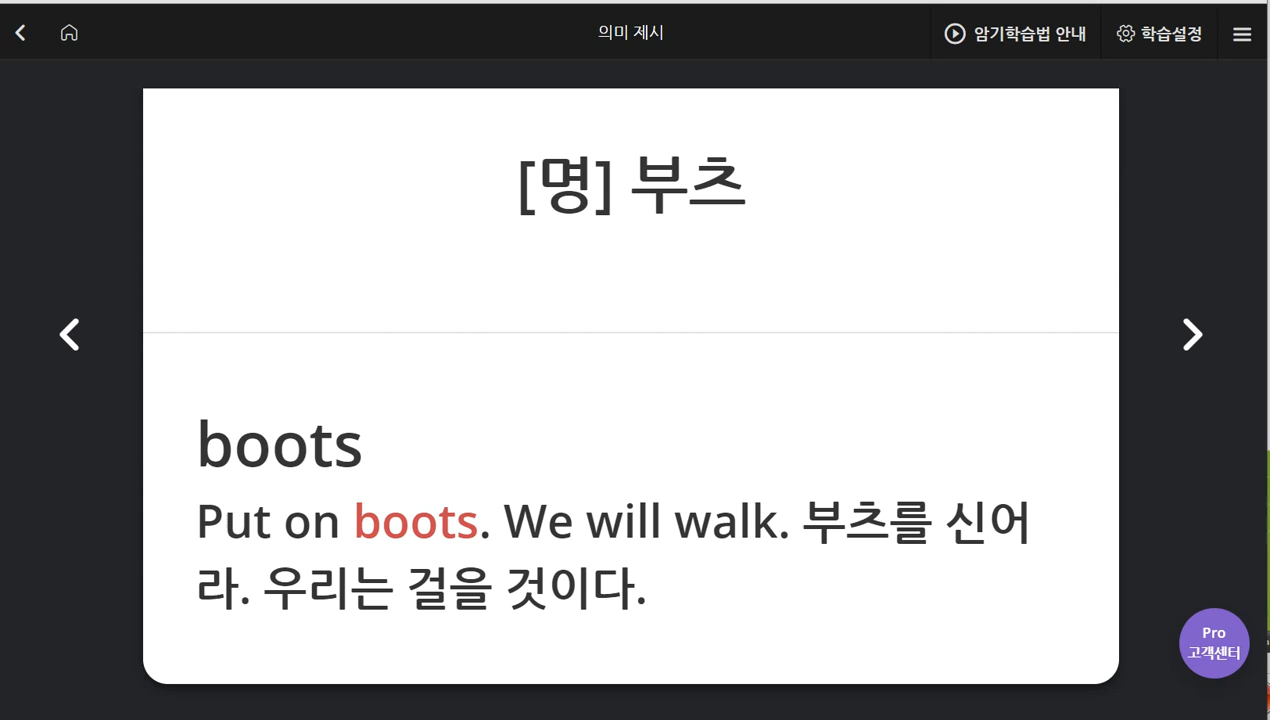 의미 제시
암기학습법 안내
학습설정
[명] 부츠
boots
Put on boots. We will walk. 부츠를 신어
라. 우리는 걸을 것이다.
Pro
고객센터